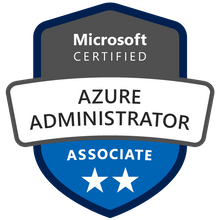 Microsoft
CERTIFIED
AZURE
ADMINISTRATOR
ASSOCIATE